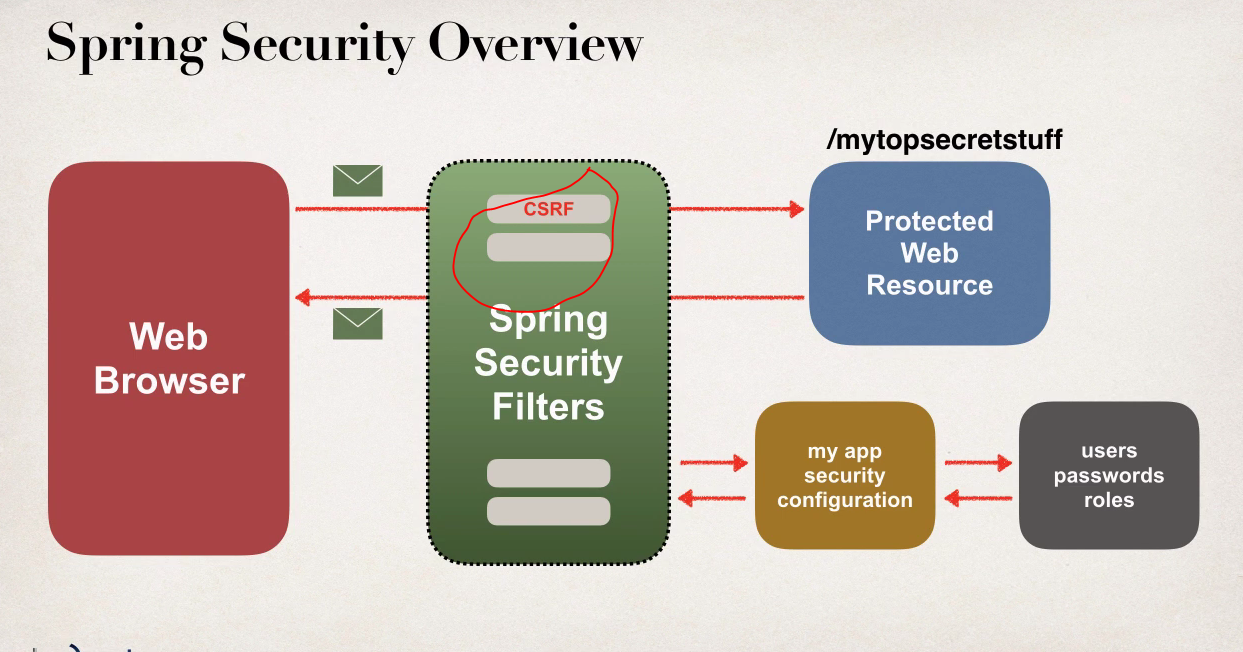 Spring Security Overview
/mytopsecretstuff
CSRF
Protected
Web
Resource
Web
Browser
Spring
Security
Filters
my app
security
configuration
users
passwords
roles